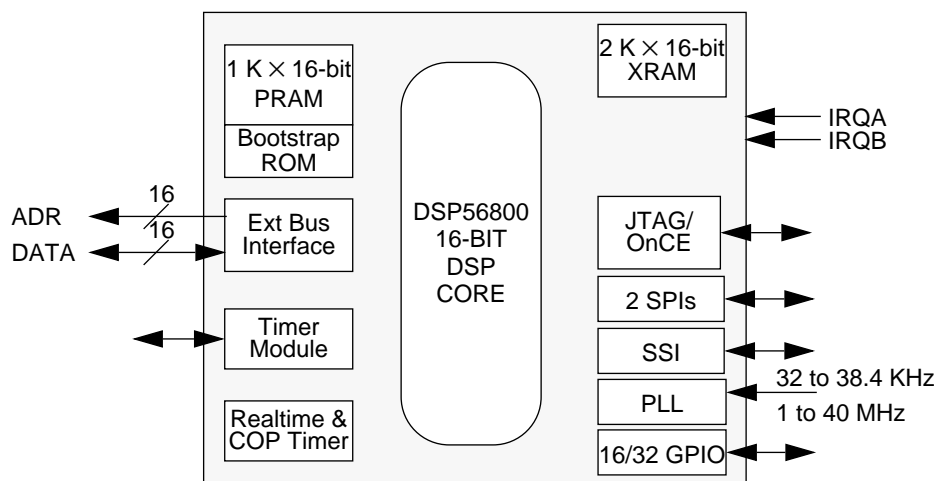 1 K × 16-bit
PRAM
Bootstrap
ROM
2 K × 16-bit
XRAM
IRQA
IRQB
ADR
16
DATA
16
Ext Bus
Interface
DSP56800
16-BIT
DSP
CORE
JTAG/
OnCE
2 SPIs
Timer
Module
SSI
PLL
32 to 38.4 KHz
1 to 40 MHz
Realtime &
COP Timer
16/32 GPIO